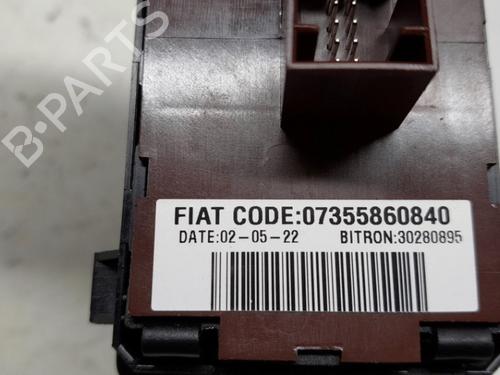 B-PARTS
FIAT CODE:07355860840
DATE:02-05-22 BITRON:30280895